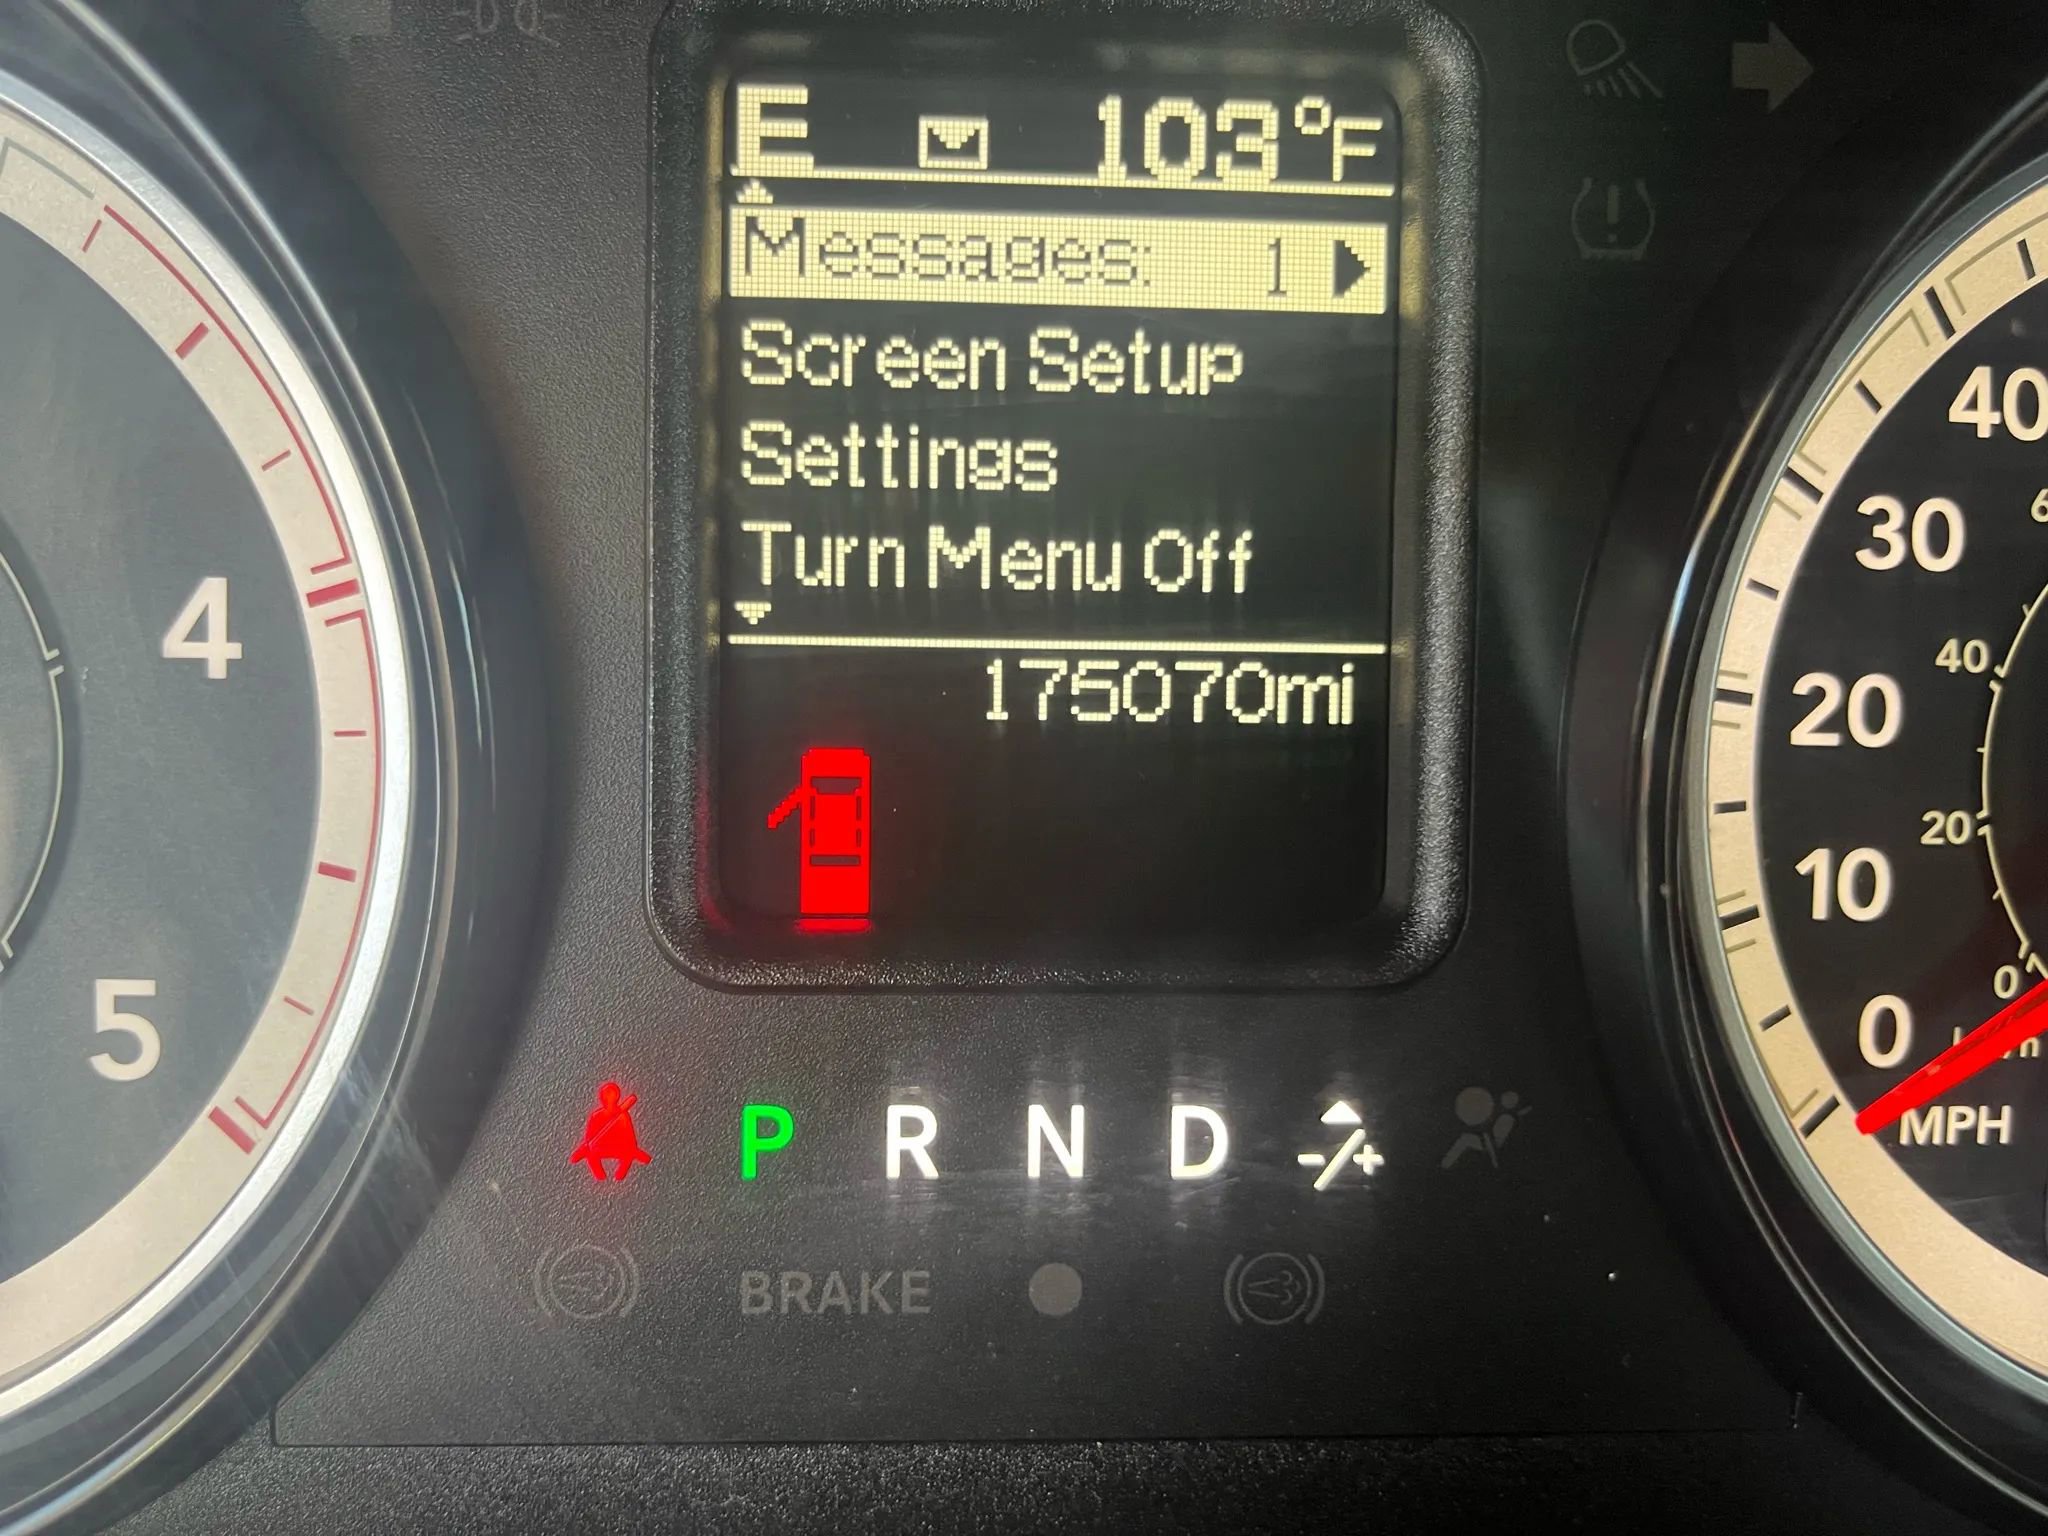 E 103°F
Messages: 1
Screen Setup
Settings
Turn Menu Off
175070mi
4
5
40
30
20
10
0
MPH
40
20
0
P R N D -/+
BRAKE